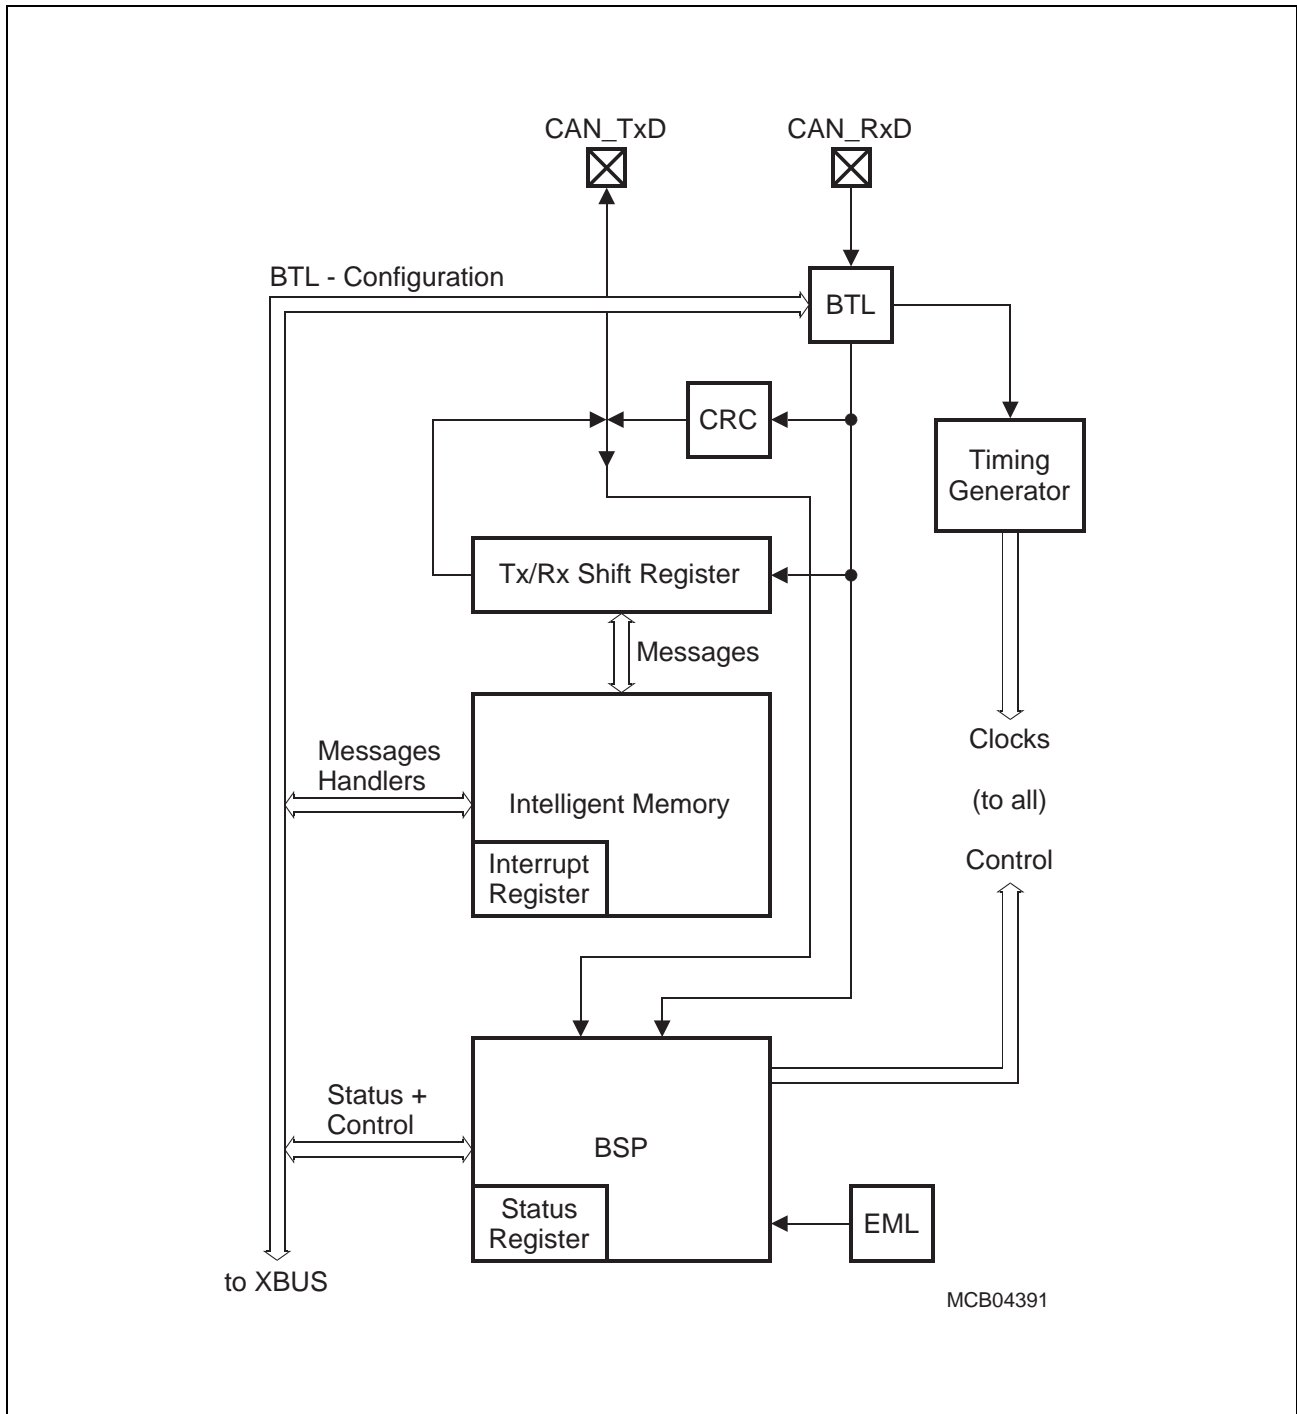 CAN_TxD
CAN_RxD
BTL - Configuration
BTL
CRC
Timing
Generator
Tx/Rx Shift Register
Messages
Clocks
Messages
Handlers
(to all)
Intelligent Memory
Control
Interrupt
Register
Status +
Control
BSP
Status
Register
EML
to XBUS
MCB04391